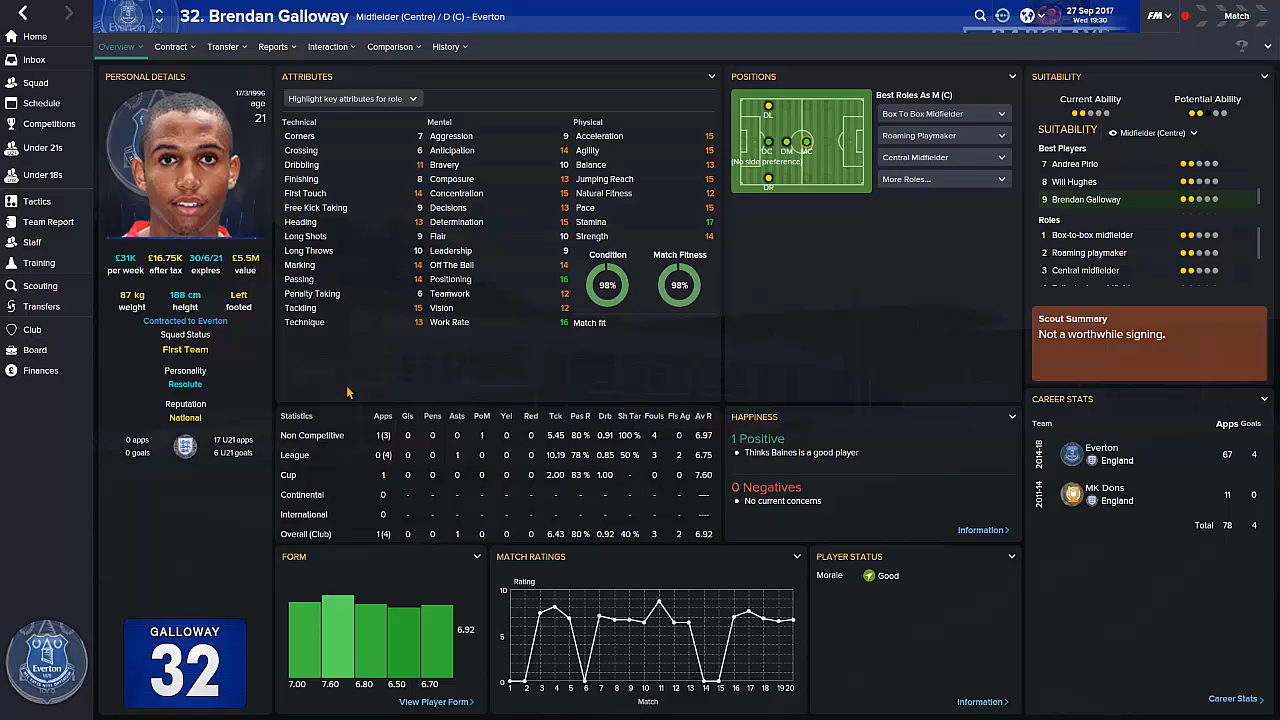 32. Brendan Galloway Midfielder (Centre) / D (C) - Everton
27 Sep 2017
Wed 19:30
FM
Match
Home
Inbox
Squad
Schedule
Competitions
Under 21s
Under 18s
Tactics
Team Report
Staff
Training
Scouting
Transfers
Club
Board
Finances
Overview Contract Transfer Reports Interaction Comparison History
PERSONAL DETAILS
17/3/1996
age
21
£31K £16.75K 30/6/21 £5.5M
per week after tax expires value
87 kg 188 cm Left
weight height footed
Contracted to Everton
Squad Status
First Team
Personality
Resolute
Reputation
National
0 apps 17 U21 apps
0 goals 6 U21 goals
GALLOWAY
32
Everton
ATTRIBUTES
Highlight key attributes for role
Technical Mental Physical
Corners 7 Aggression 9 Acceleration 15
Crossing 6 Anticipation 14 Agility 15
Dribbling 11 Bravery 10 Balance 13
Finishing 8 Composure 13 Jumping Reach 15
First Touch 14 Concentration 15 Natural Fitness 12
Free Kick Taking 9 Decisions 13 Pace 15
Heading 13 Determination 15 Stamina 17
Long Shots 9 Flair 10 Strength 14
Long Throws 10 Leadership 9
Marking 14 Off The Ball 14
Passing 14 Positioning 16
Penalty Taking 6 Teamwork 12
Tackling 15 Vision 12
Technique 13 Work Rate 16
Condition Match Fitness
98% 98%
Match fit
Statistics Apps Gls Pens Asts PoM Yel Red Tck Pas R Drb Sh Tar Fouls Fls Ag Av R
Non Competitive 1(3) 0 0 0 1 0 0 5.45 80 % 0.91 100 % 4 0 6.97
League 0 (4) 0 0 1 0 0 0 10.19 78 % 0.85 50 % 3 2 6.75
Cup 1 0 0 0 0 0 0 2.00 83 % 1.00 - 0 0 7.60
Continental 0 - - - - - - - - - - - - ----
International 0 - - - - - - - - - - - - ----
Overall (Club) 1 (4) 0 0 1 0 0 0 6.43 80 % 0.92 40 % 3 2 6.92
FORM
6.92
7.00 7.60 6.80 6.50 6.70
View Player Form >
MATCH RATINGS
Rating
10
5
0
1 2 3 4 5 6 7 8 9 10 11 12 13 14 15 16 17 18 19 20
Match
POSITIONS
DL
DC DM MC
(No side preference)
DR
Best Roles As M (C)
Box To Box Midfielder
Roaming Playmaker
Central Midfielder
More Roles...
HAPPINESS
1 Positive
• Thinks Baines is a good player
0 Negatives
• No current concerns
Information >
PLAYER STATUS
Morale Good
Information >
SUITABILITY
Current Ability Potential Ability
SUITABILITY Midfielder (Centre)
Best Players
7 Andrea Pirlo
8 Will Hughes
9 Brendan Galloway
Roles
1 Box-to-box midfielder
2 Roaming playmaker
3 Central midfielder
Scout Summary
Not a worthwhile signing.
CAREER STATS
Team Apps Goals
2014-18 Everton 67 4
England
2011-14 MK Dons 11 0
England
Total 78 4
Career Stats >